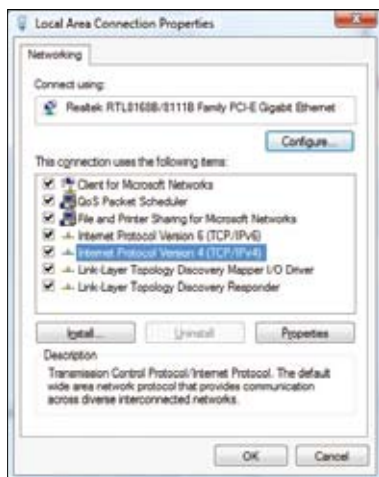 Local Area Connection Properties
Networking
Connect using:
Realtek RTL8168B/8111B Family PCI-E Gigabit Ethernet
Configure...
This connection uses the following items:
Client for Microsoft Networks
QoS Packet Scheduler
File and Printer Sharing for Microsoft Networks
Internet Protocol Version 6 (TCP/IPv6)
Internet Protocol Version 4 (TCP/IPv4)
Link-Layer Topology Discovery Mapper I/O Driver
Link-Layer Topology Discovery Responder
Install...
Uninstall
Properties
Description
Transmission Control Protocol/Internet Protocol. The default
wide area network protocol that provides communication
across diverse interconnected networks.
OK
Cancel